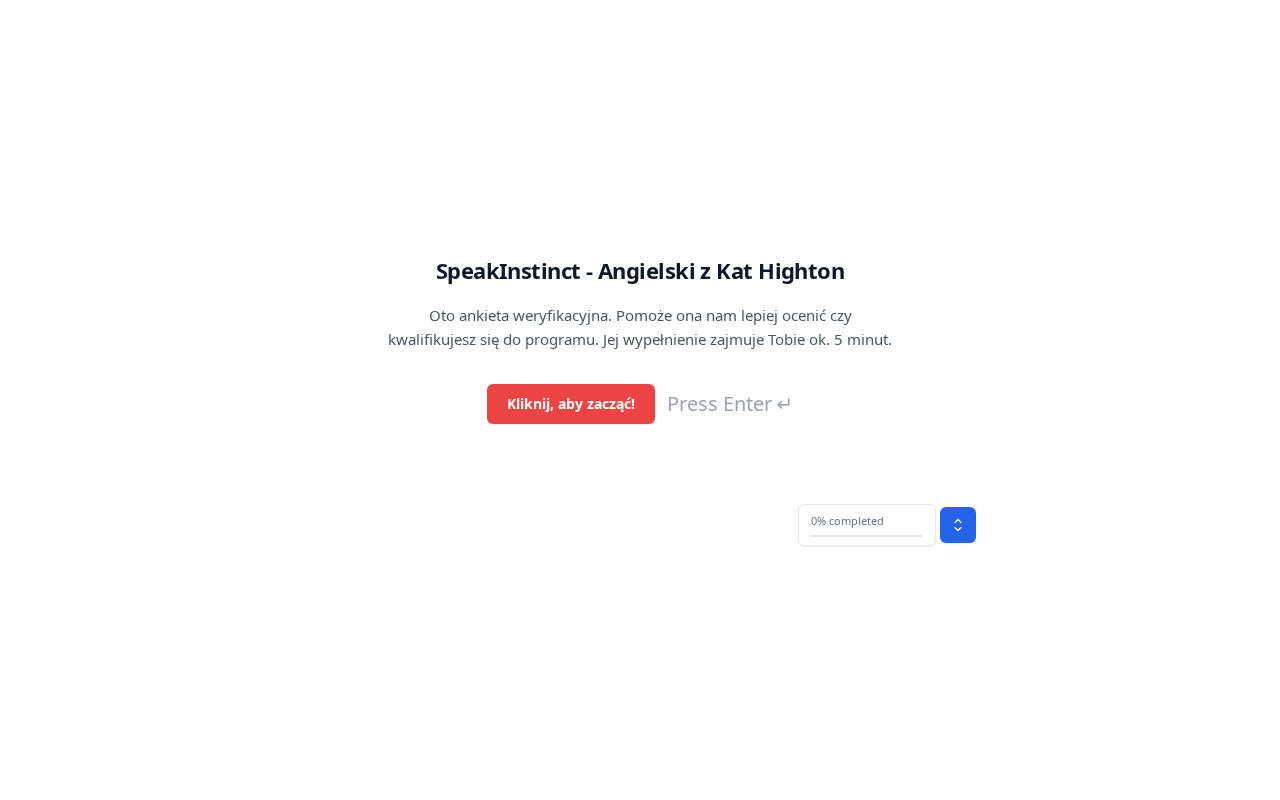 SpeakInstinct - Angielski z Kat Highton
Oto ankieta weryfikacyjna. Pomoże ona nam lepiej ocenić czy
kwalifikujesz się do programu. Jej wypełnienie zajmuje Tobie ok. 5 minut.
Kliknij, aby zacząć! Press Enter ↵
0% completed